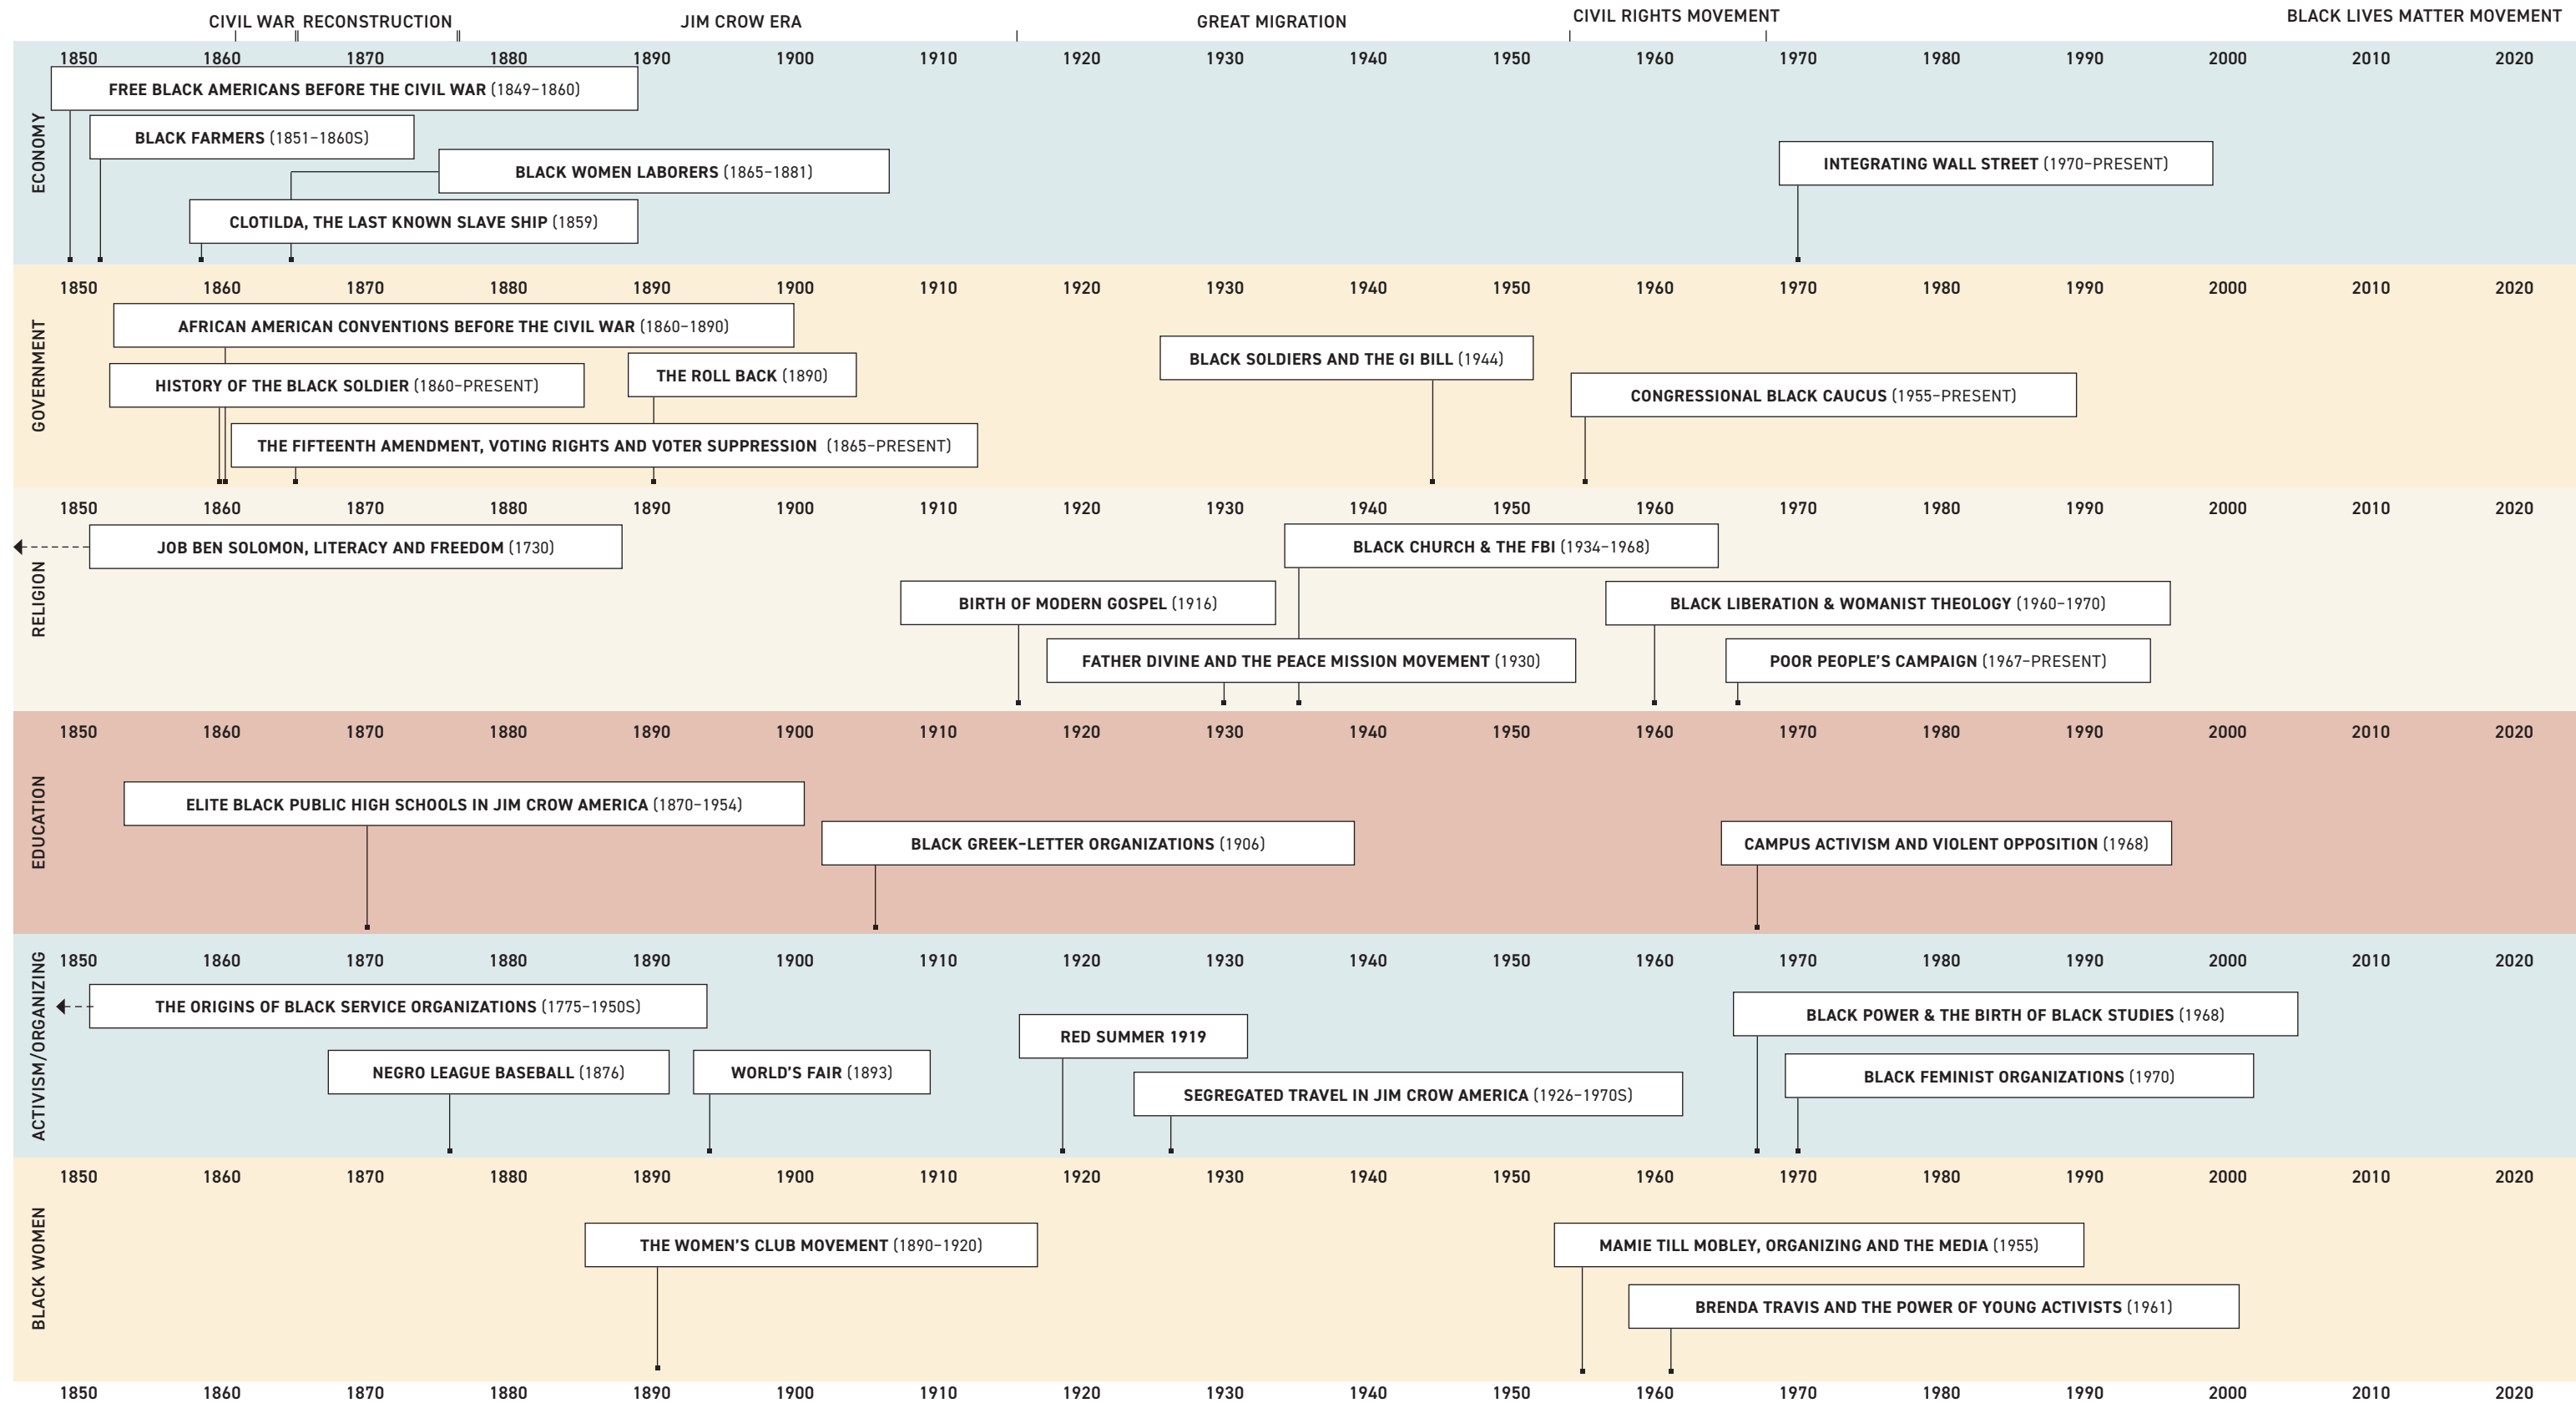 CIVIL WAR RECONSTRUCTION JIM CROW ERA GREAT MIGRATION CIVIL RIGHTS MOVEMENT BLACK LIVES MATTER MOVEMENT
1850 1860 1870 1880 1890 1900 1910 1920 1930 1940 1950 1960 1970 1980 1990 2000 2010 2020
ECONOMY
FREE BLACK AMERICANS BEFORE THE CIVIL WAR (1849–1860)
BLACK FARMERS (1851–1860S)
BLACK WOMEN LABORERS (1865–1881)
INTEGRATING WALL STREET (1970–PRESENT)
CLOTILDA, THE LAST KNOWN SLAVE SHIP (1859)
1850 1860 1870 1880 1890 1900 1910 1920 1930 1940 1950 1960 1970 1980 1990 2000 2010 2020
GOVERNMENT
AFRICAN AMERICAN CONVENTIONS BEFORE THE CIVIL WAR (1860–1890)
BLACK SOLDIERS AND THE GI BILL (1944)
THE ROLL BACK (1890)
HISTORY OF THE BLACK SOLDIER (1860–PRESENT)
CONGRESSIONAL BLACK CAUCUS (1955–PRESENT)
THE FIFTEENTH AMENDMENT, VOTING RIGHTS AND VOTER SUPPRESSION (1865–PRESENT)
1850 1860 1870 1880 1890 1900 1910 1920 1930 1940 1950 1960 1970 1980 1990 2000 2010 2020
RELIGION
JOB BEN SOLOMON, LITERACY AND FREEDOM (1730)
BLACK CHURCH & THE FBI (1934–1968)
BIRTH OF MODERN GOSPEL (1916)
BLACK LIBERATION & WOMANIST THEOLOGY (1960–1970)
FATHER DIVINE AND THE PEACE MISSION MOVEMENT (1930)
POOR PEOPLE'S CAMPAIGN (1967–PRESENT)
1850 1860 1870 1880 1890 1900 1910 1920 1930 1940 1950 1960 1970 1980 1990 2000 2010 2020
EDUCATION
ELITE BLACK PUBLIC HIGH SCHOOLS IN JIM CROW AMERICA (1870–1954)
BLACK GREEK–LETTER ORGANIZATIONS (1906)
CAMPUS ACTIVISM AND VIOLENT OPPOSITION (1968)
1850 1860 1870 1880 1890 1900 1910 1920 1930 1940 1950 1960 1970 1980 1990 2000 2010 2020
ACTIVISM/ORGANIZING
THE ORIGINS OF BLACK SERVICE ORGANIZATIONS (1775–1950S)
BLACK POWER & THE BIRTH OF BLACK STUDIES (1968)
RED SUMMER 1919
NEGRO LEAGUE BASEBALL (1876)
WORLD'S FAIR (1893)
BLACK FEMINIST ORGANIZATIONS (1970)
SEGREGATED TRAVEL IN JIM CROW AMERICA (1926–1970S)
1850 1860 1870 1880 1890 1900 1910 1920 1930 1940 1950 1960 1970 1980 1990 2000 2010 2020
BLACK WOMEN
THE WOMEN'S CLUB MOVEMENT (1890–1920)
MAMIE TILL MOBLEY, ORGANIZING AND THE MEDIA (1955)
BRENDA TRAVIS AND THE POWER OF YOUNG ACTIVISTS (1961)
1850 1860 1870 1880 1890 1900 1910 1920 1930 1940 1950 1960 1970 1980 1990 2000 2010 2020